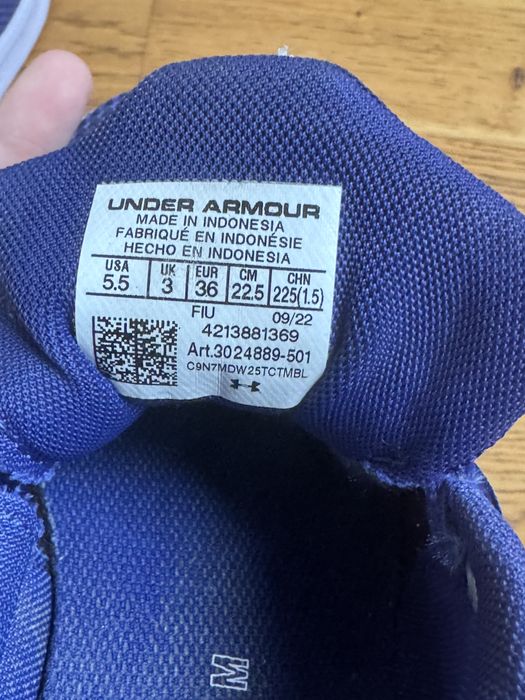 UNDER ARMOUR
MADE IN INDONESIA
FABRIQUÉ EN INDONÉSIE
HECHO EN INDONESIA
USA UK EUR CM CHN
5.5 3 36 22.5 225(1.5)
FIU 09/22
4213881369
Art.3024889-501
C9N7MDW25TCTMBL
M